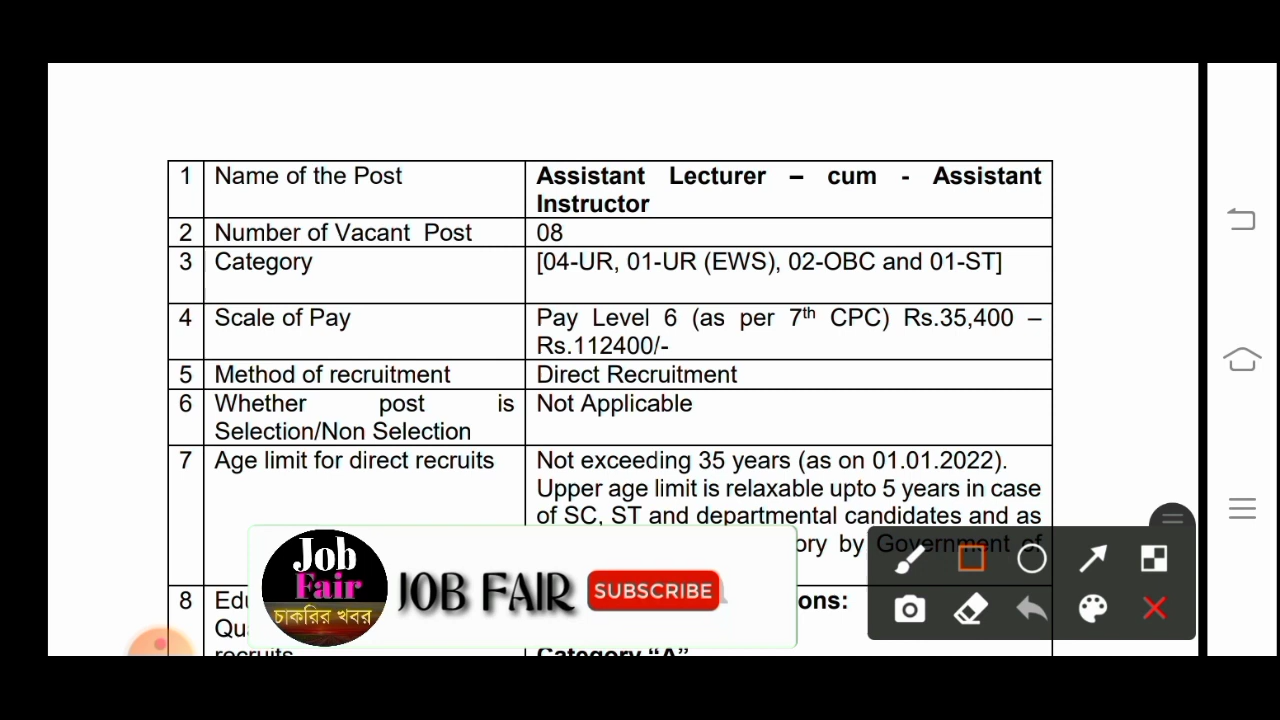 1 Name of the Post Assistant Lecturer – cum - Assistant
Instructor
2 Number of Vacant Post 08
3 Category [04-UR, 01-UR (EWS), 02-OBC and 01-ST]
4 Scale of Pay Pay Level 6 (as per 7th CPC) Rs.35,400 –
Rs.112400/-
5 Method of recruitment Direct Recruitment
6 Whether post is Not Applicable
Selection/Non Selection
7 Age limit for direct recruits Not exceeding 35 years (as on 01.01.2022).
Upper age limit is relaxable upto 5 years in case
of SC, ST and departmental candidates and as
by Government of
8
recruits
Category “A”
Job
Fair
চাকরির খবর
JOB FAIR
SUBSCRIBE